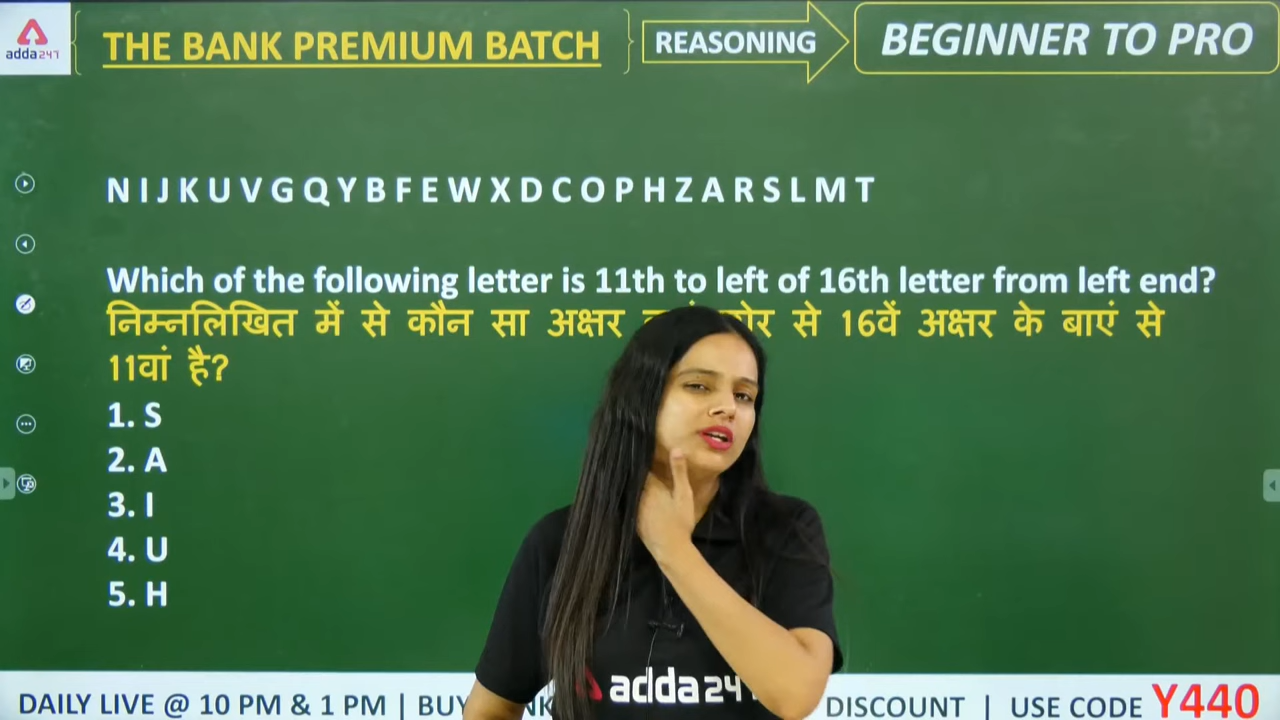 adda247
THE BANK PREMIUM BATCH
REASONING
BEGINNER TO PRO
N I J K U V G Q Y B F E W X D C O P H Z A R S L M T
Which of the following letter is 11th to left of 16th letter from left end?
निम्नलिखित में से कौन सा अक्षर से 16वें अक्षर के बाएं से
11वां है?
1. S
2. A
3. I
4. U
5. H
adda247
DAILY LIVE @ 10 PM & 1 PM | BUY DISCOUNT | USE CODE Y440